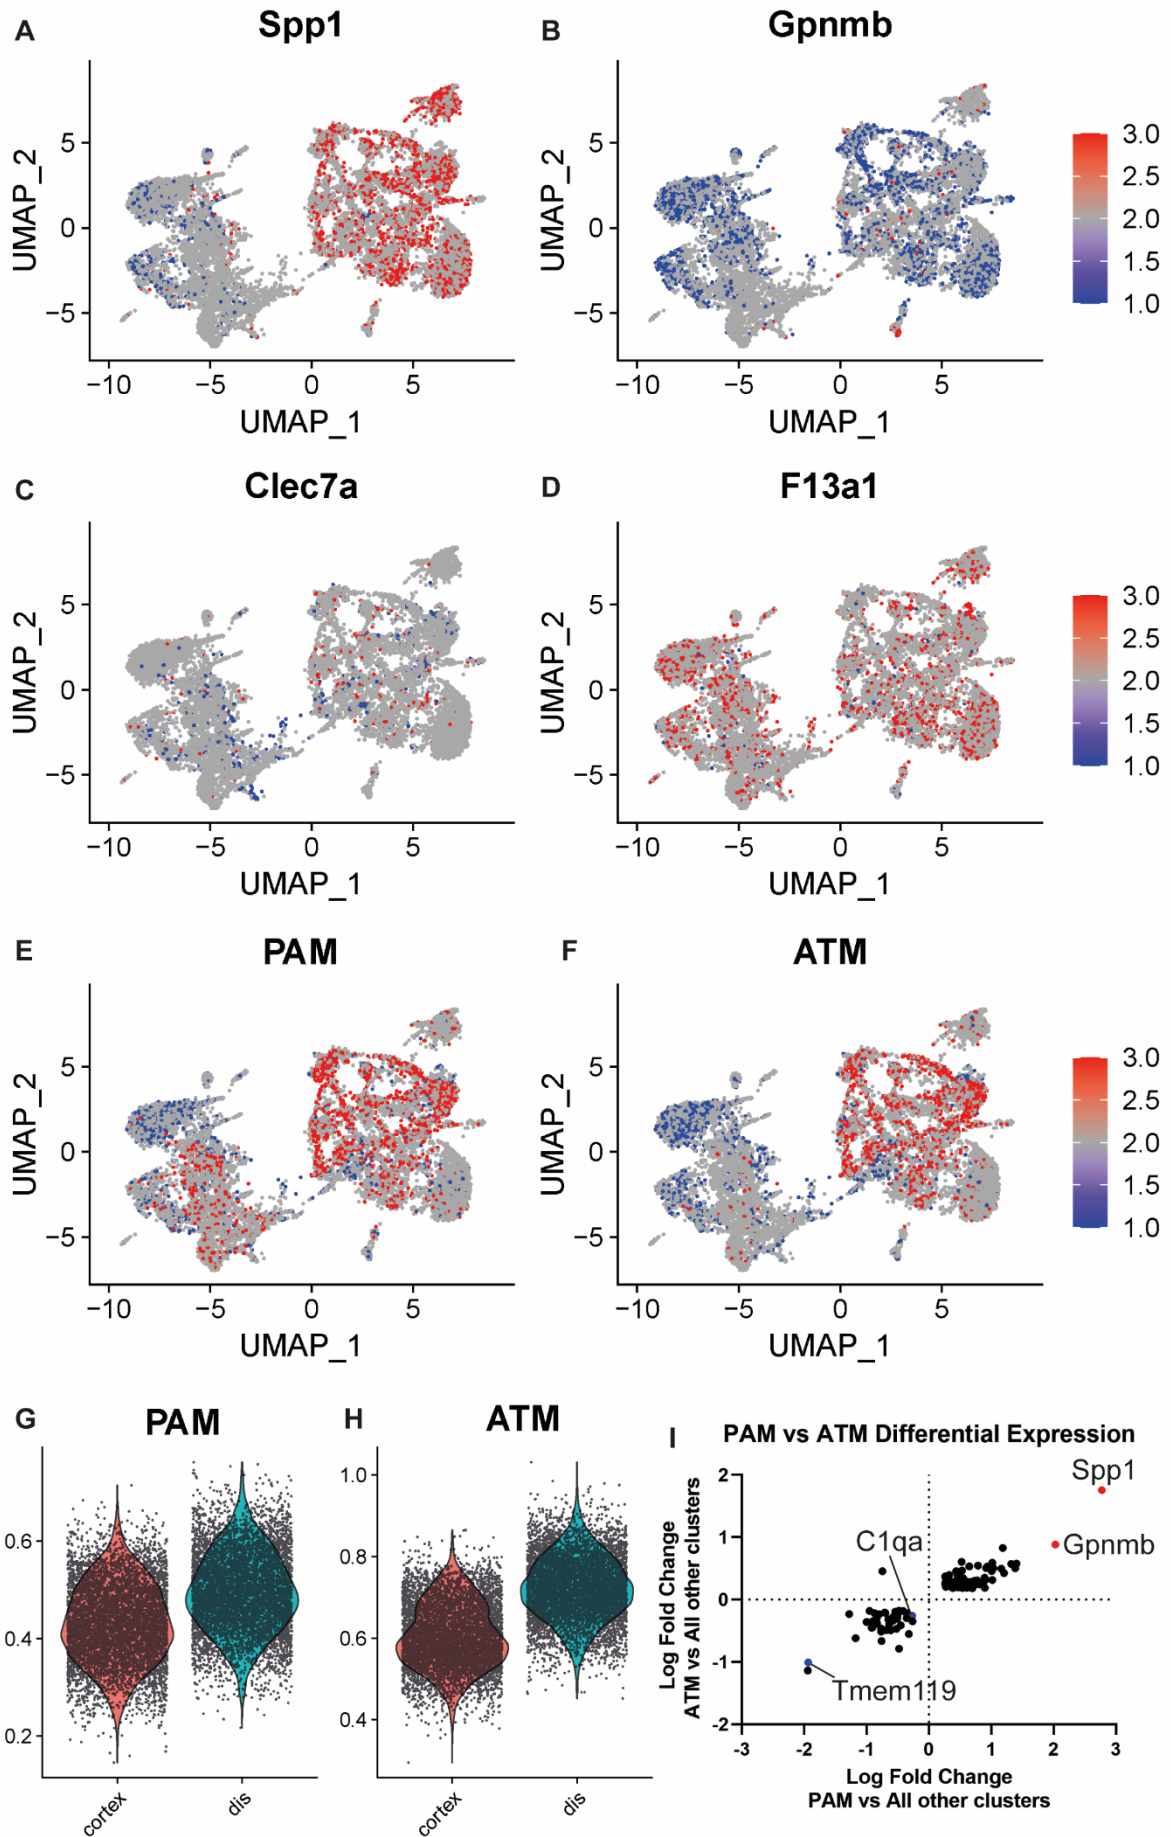 A Spp1
B Gpnmb
5
0
−5
UMAP_2
−10 −5 0 5
UMAP_1
5
0
−5
UMAP_2
−10 −5 0 5
UMAP_1
3.0
2.5
2.0
1.5
1.0
C Clec7a
D F13a1
5
0
−5
UMAP_2
−10 −5 0 5
UMAP_1
5
0
−5
UMAP_2
−10 −5 0 5
UMAP_1
3.0
2.5
2.0
1.5
1.0
E PAM
F ATM
5
0
−5
UMAP_2
−10 −5 0 5
UMAP_1
5
0
−5
UMAP_2
−10 −5 0 5
UMAP_1
3.0
2.5
2.0
1.5
1.0
G PAM
0.6
0.4
0.2
cortex dis
H ATM
1.0
0.8
0.6
0.4
cortex dis
I PAM vs ATM Differential Expression
Log Fold Change
ATM vs All other clusters
2
1
0
-1
-2
Spp1
Gpnmb
C1qa
Tmem119
-3 -2 -1 0 1 2 3
Log Fold Change
PAM vs All other clusters